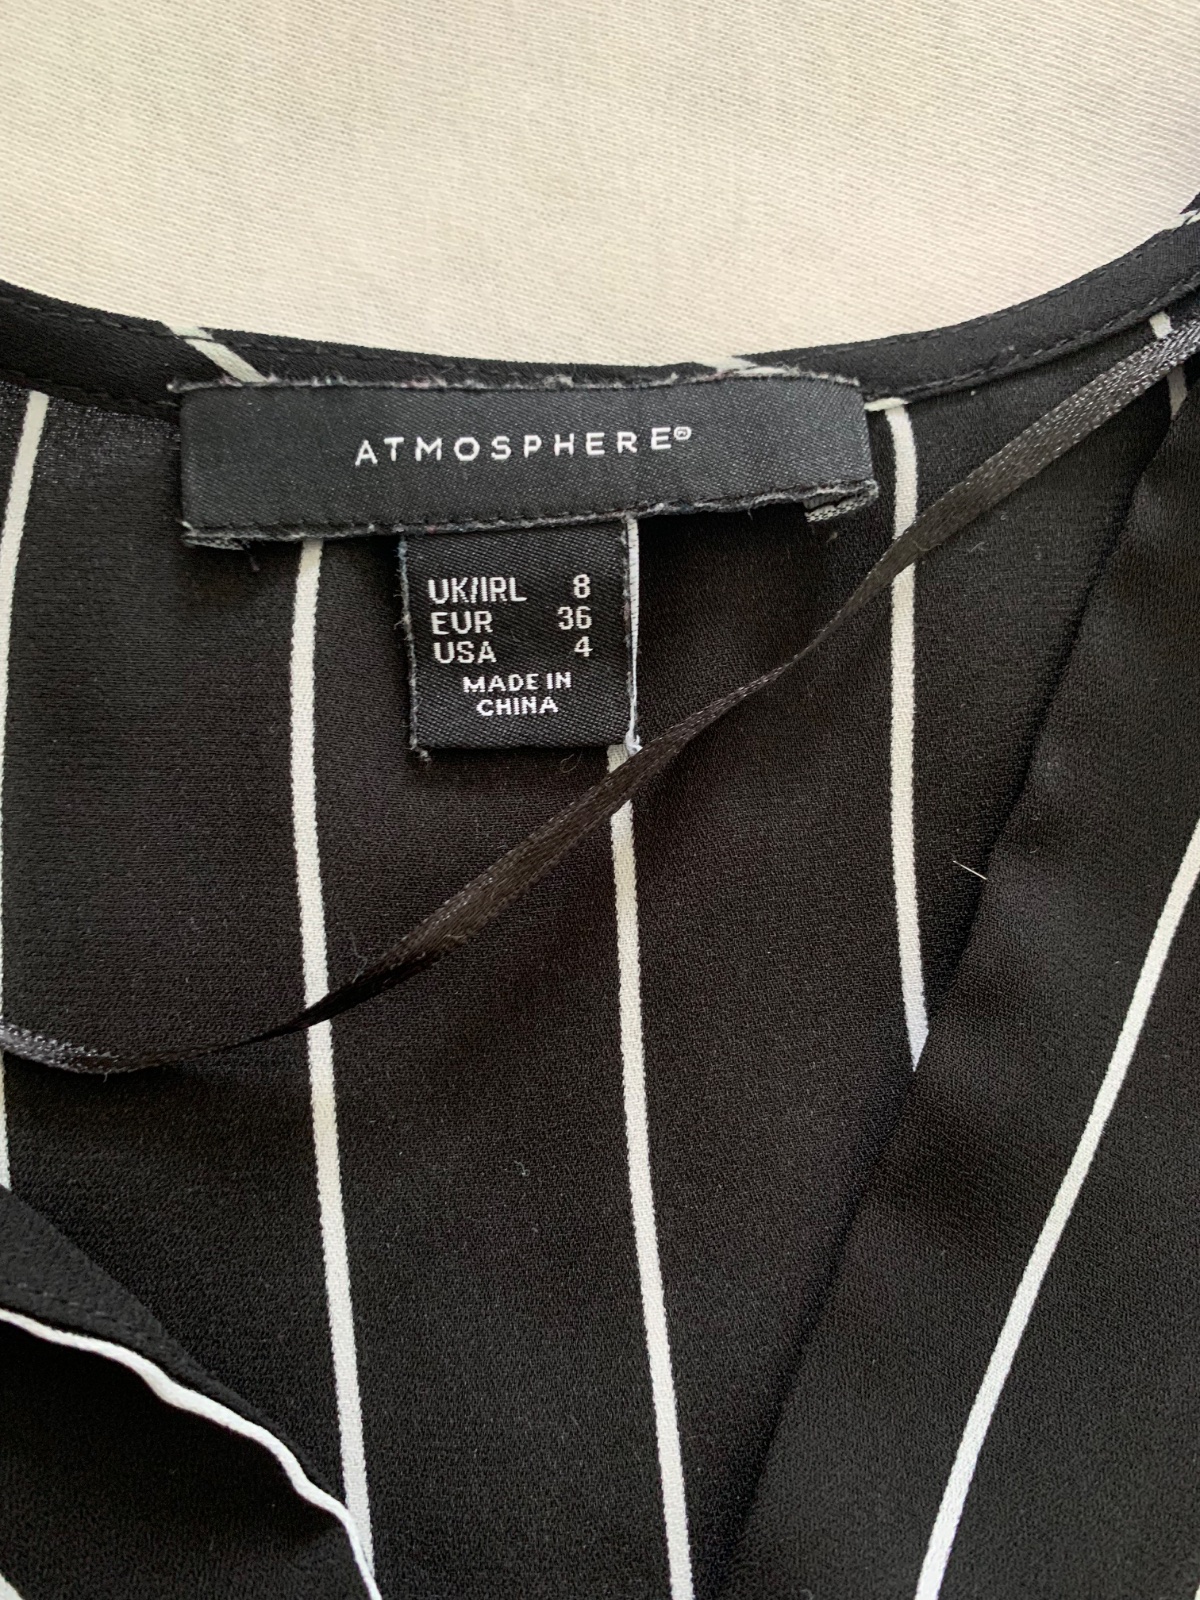 ATMOSPHERE®
UK/IRL 8
EUR 36
USA 4
MADE IN
CHINA